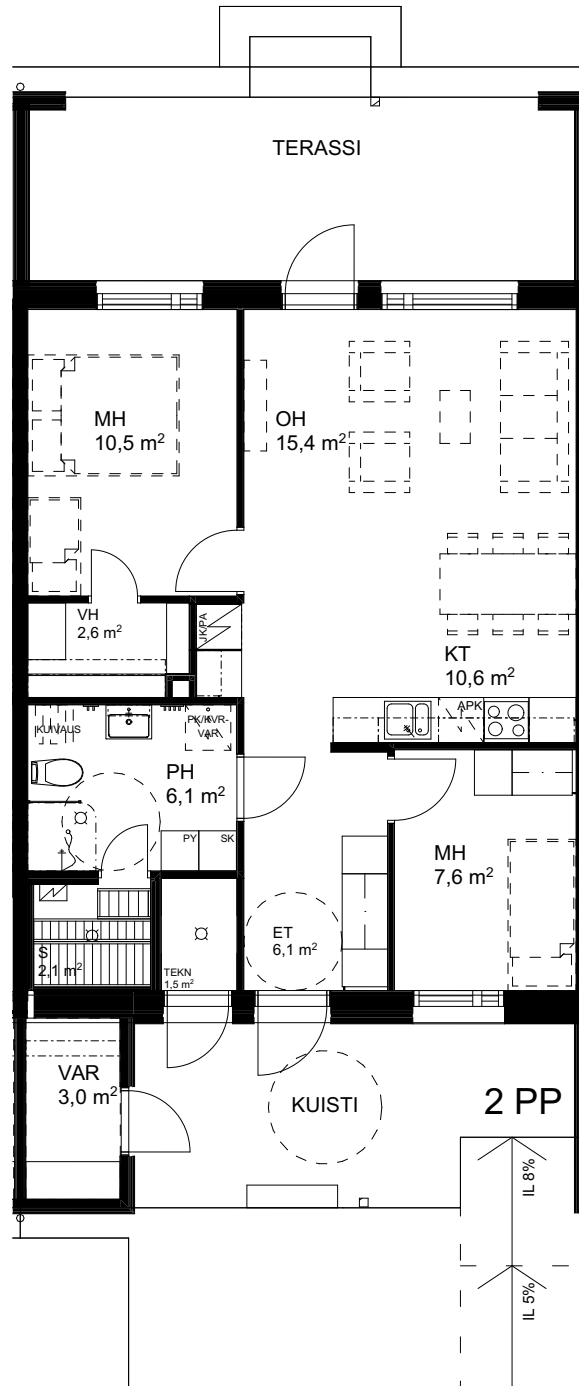 TERASSI
MH
10,5 m²
OH
15,4 m²
VH
2,6 m²
JK/PA
KT
10,6 m²
APK
KUIVAUS
PK/KVR-
VAR
PH
6,1 m²
PY
SK
MH
7,6 m²
S
2,1 m²
TEKN
1,5 m²
ET
6,1 m²
VAR
3,0 m²
KUISTI
2 PP
IL 8%
IL 5%